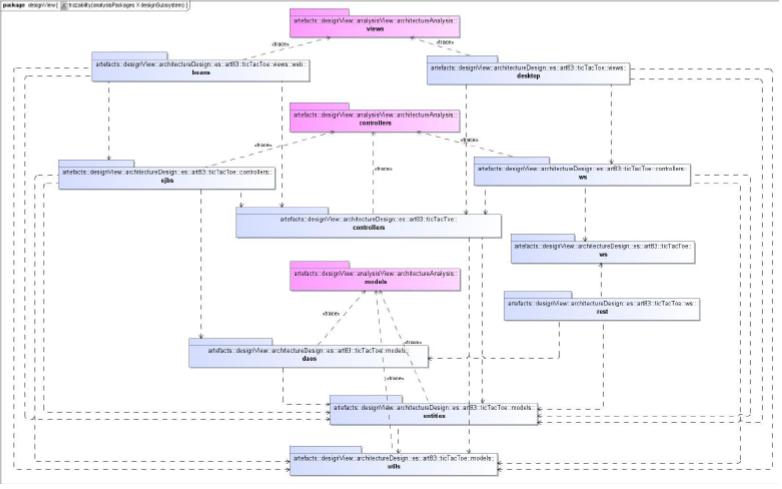 package designView [ trazability(analysisPackages X designSubsystem) ]
artefacts::designView::analysisView::architectureAnalysis::
views
«trace»
«trace»
artefacts::designView::architectureDesign::es::art83::ticTacToe::views::web::
beans
artefacts::designView::architectureDesign::es::art83::ticTacToe::views::
desktop
artefacts::designView::analysisView::architectureAnalysis::
controllers
«trace»
«trace»
«trace»
artefacts::designView::architectureDesign::es::art83::ticTacToe::controllers::
ejbs
artefacts::designView::architectureDesign::es::art83::ticTacToe::controllers::
ws
artefacts::designView::architectureDesign::es::art83::ticTacToe::
controllers
artefacts::designView::architectureDesign::es::art83::ticTacToe::
ws
artefacts::designView::analysisView::architectureAnalysis::
models
artefacts::designView::architectureDesign::es::art83::ticTacToe::ws::
rest
«trace»
artefacts::designView::architectureDesign::es::art83::ticTacToe::models::
daos
«trace»
artefacts::designView::architectureDesign::es::art83::ticTacToe::models::
entities
artefacts::designView::architectureDesign::es::art83::ticTacToe::models::
utils